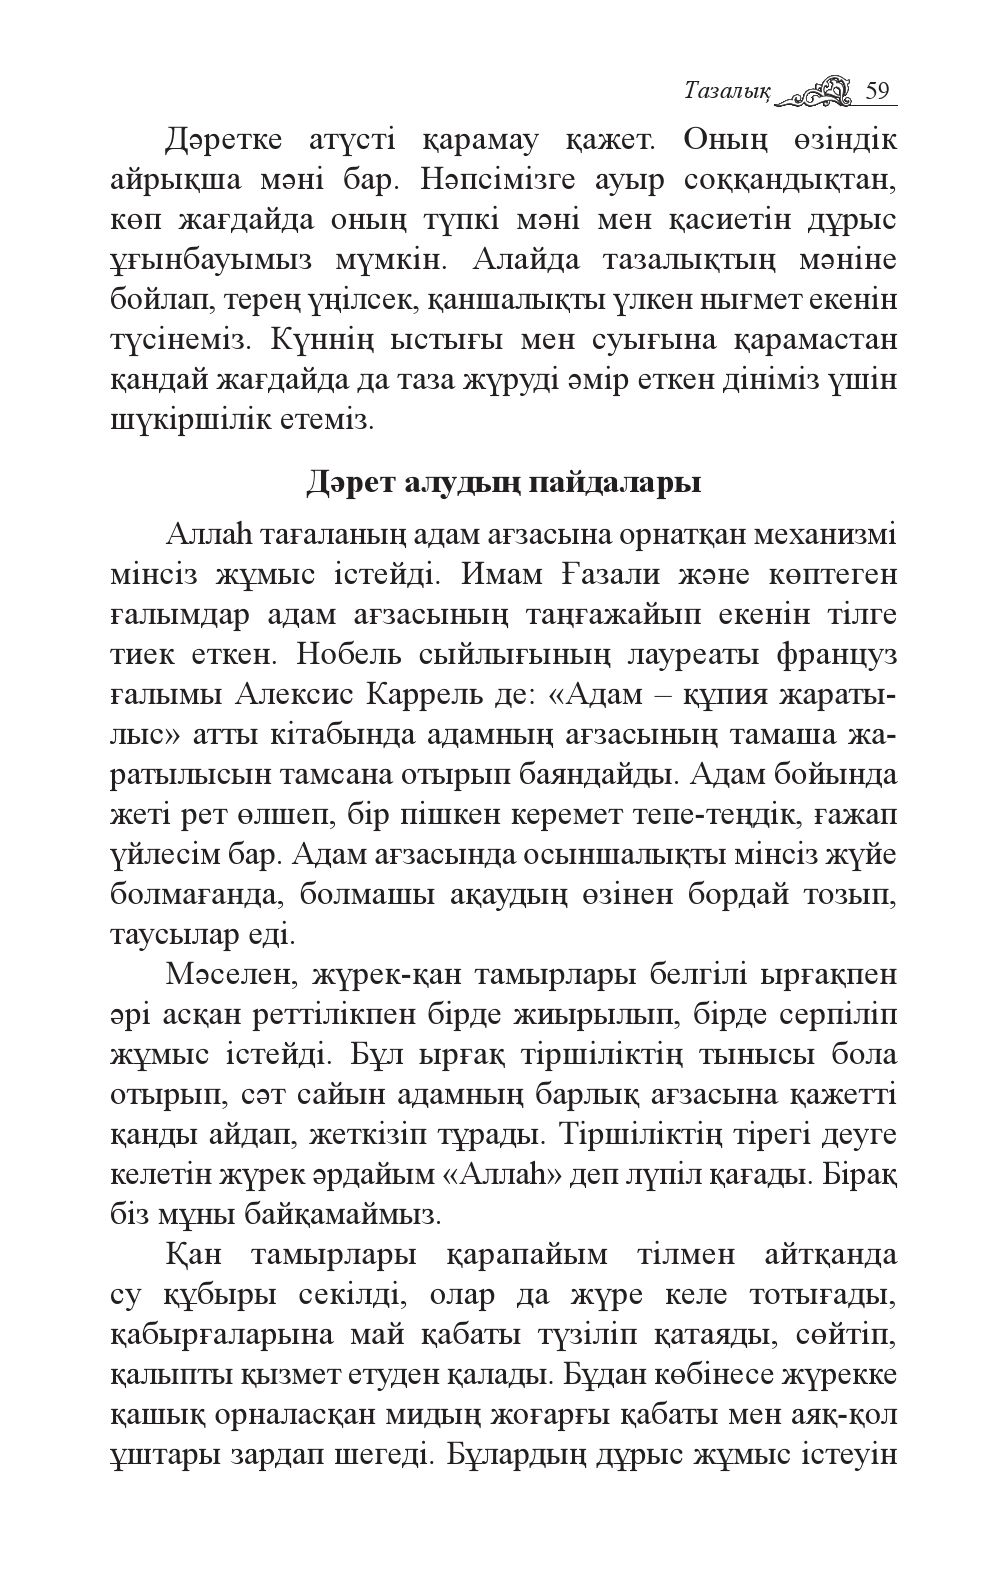 Тазалық 59
Дәретке атүсті қарамау қажет. Оның өзіндік
айрықша мәні бар. Нәпсімізге ауыр соққандықтан,
көп жағдайда оның түпкі мәні мен қасиетін дұрыс
ұғынбауымыз мүмкін. Алайда тазалықтың мәніне
бойлап, терең үңілсек, қаншалықты үлкен нығмет екенін
түсінеміз. Күннің ыстығы мен суығына қарамастан
қандай жағдайда да таза жүруді әмір еткен дініміз үшін
шүкіршілік етеміз.
Дәрет алудың пайдалары
Аллаһ тағаланың адам ағзасына орнатқан механизмі
мінсіз жұмыс істейді. Имам Ғазали және көптеген
ғалымдар адам ағзасының таңғажайып екенін тілге
тиек еткен. Нобель сыйлығының лауреаты француз
ғалымы Алексис Каррель де: «Адам – құпия жараты-
лыс» атты кітабында адамның ағзасының тамаша жа-
ратылысын тамсана отырып баяндайды. Адам бойында
жеті рет өлшеп, бір пішкен керемет тепе-теңдік, ғажап
үйлесім бар. Адам ағзасында осыншалықты мінсіз жүйе
болмағанда, болмашы ақаудың өзінен бордай тозып,
таусылар еді.
Мәселен, жүрек-қан тамырлары белгілі ырғақпен
әрі асқан реттілікпен бірде жиырылып, бірде серпіліп
жұмыс істейді. Бұл ырғақ тіршіліктің тынысы бола
отырып, сәт сайын адамның барлық ағзасына қажетті
қанды айдап, жеткізіп тұрады. Тіршіліктің тірегі деуге
келетін жүрек әрдайым «Аллаһ» деп лүпіл қағады. Бірақ
біз мұны байқамаймыз.
Қан тамырлары қарапайым тілмен айтқанда
су құбыры секілді, олар да жүре келе тотығады,
қабырғаларына май қабаты түзіліп қатаяды, сөйтіп,
қалыпты қызмет етуден қалады. Бұдан көбінесе жүрекке
қашық орналасқан мидың жоғарғы қабаты мен аяқ-қол
ұштары зардап шегеді. Бұлардың дұрыс жұмыс істеуін